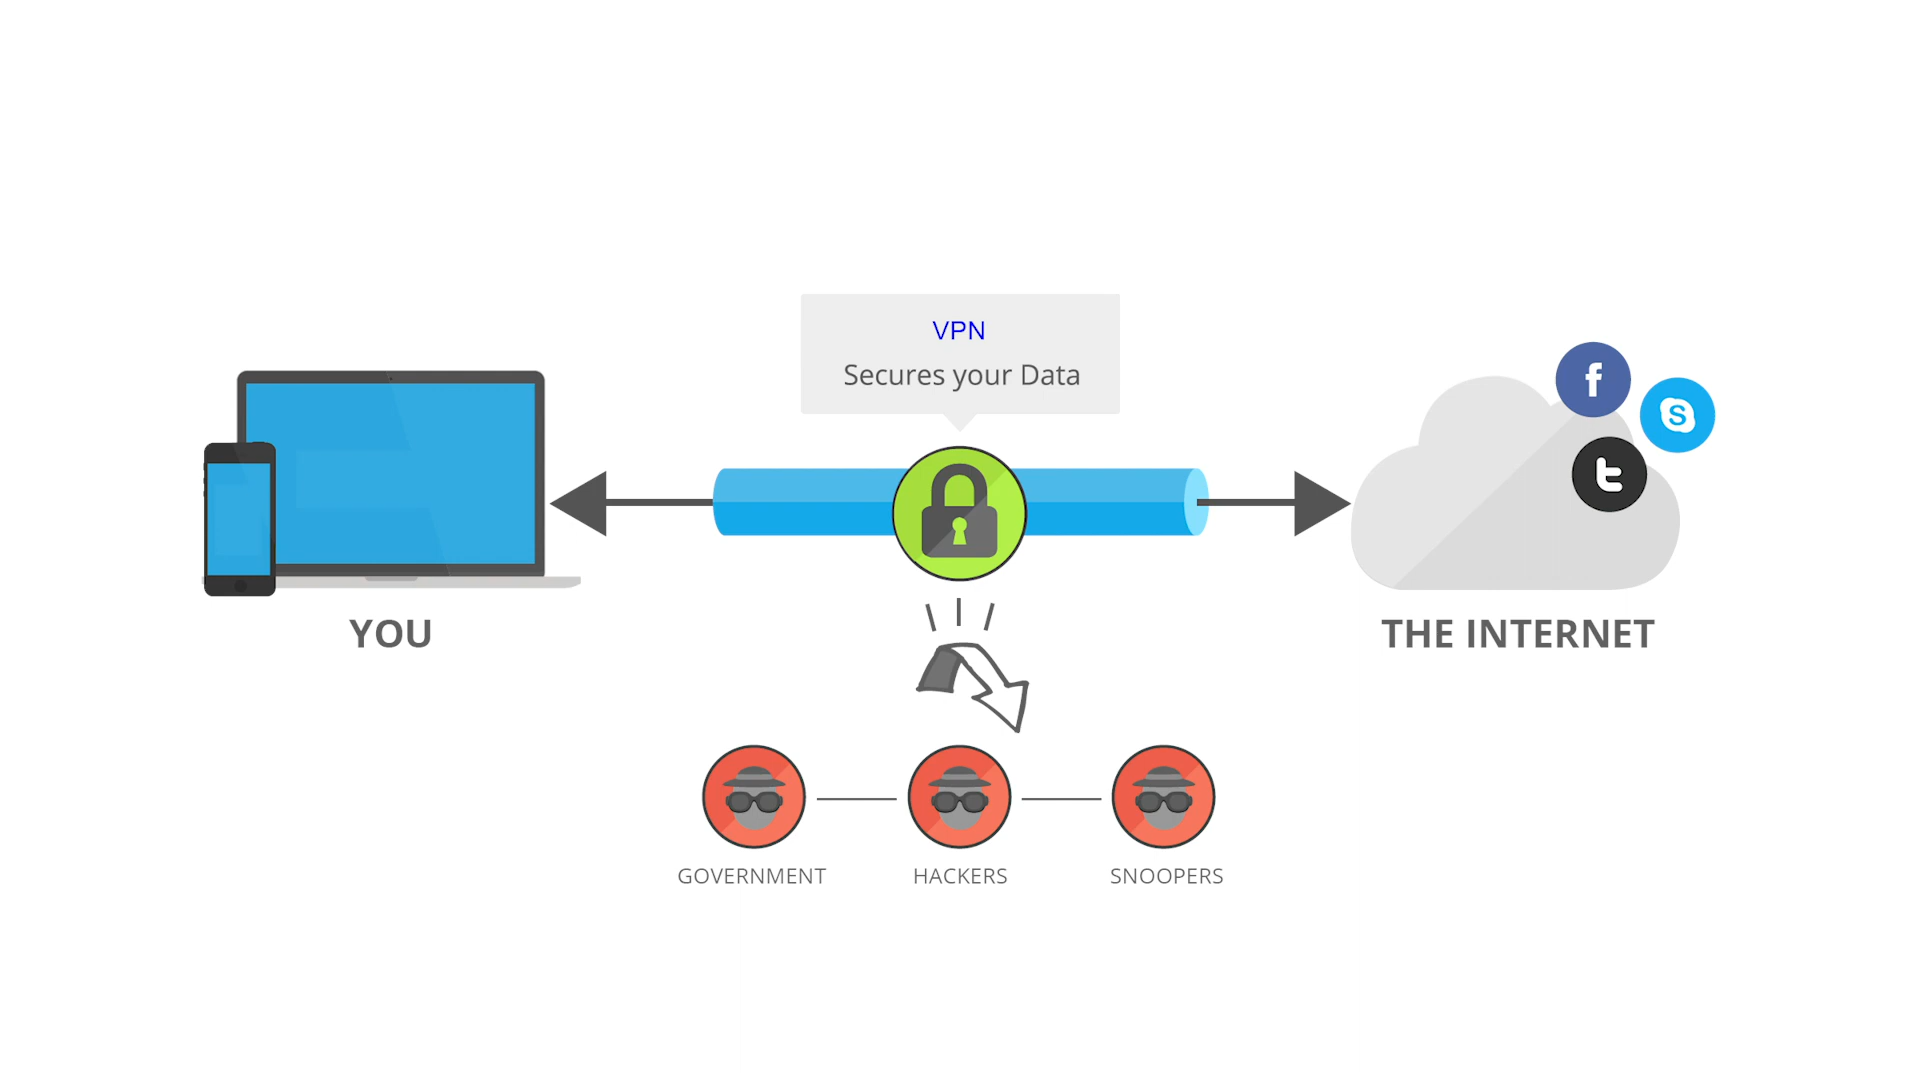 VPN
Secures your Data
f
S
t
YOU
THE INTERNET
GOVERNMENT
HACKERS
SNOOPERS